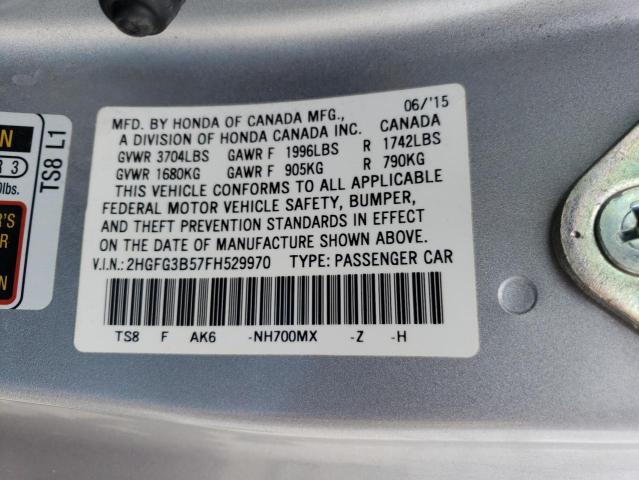 N
R 3
0lbs.
R'S
OR
N
TS8 L1
06/'15
MFD. BY HONDA OF CANADA MFG., CANADA
A DIVISION OF HONDA CANADA INC.
GVWR 3704LBS GAWR F 1996LBS R 1742LBS
GVWR 1680KG GAWR F 905KG R 790KG
THIS VEHICLE CONFORMS TO ALL APPLICABLE
FEDERAL MOTOR VEHICLE SAFETY, BUMPER,
AND THEFT PREVENTION STANDARDS IN EFFECT
ON THE DATE OF MANUFACTURE SHOWN ABOVE.
V.I.N.: 2HGFG3B57FH529970 TYPE: PASSENGER CAR
TS8 F AK6 -NH700MX -Z -H